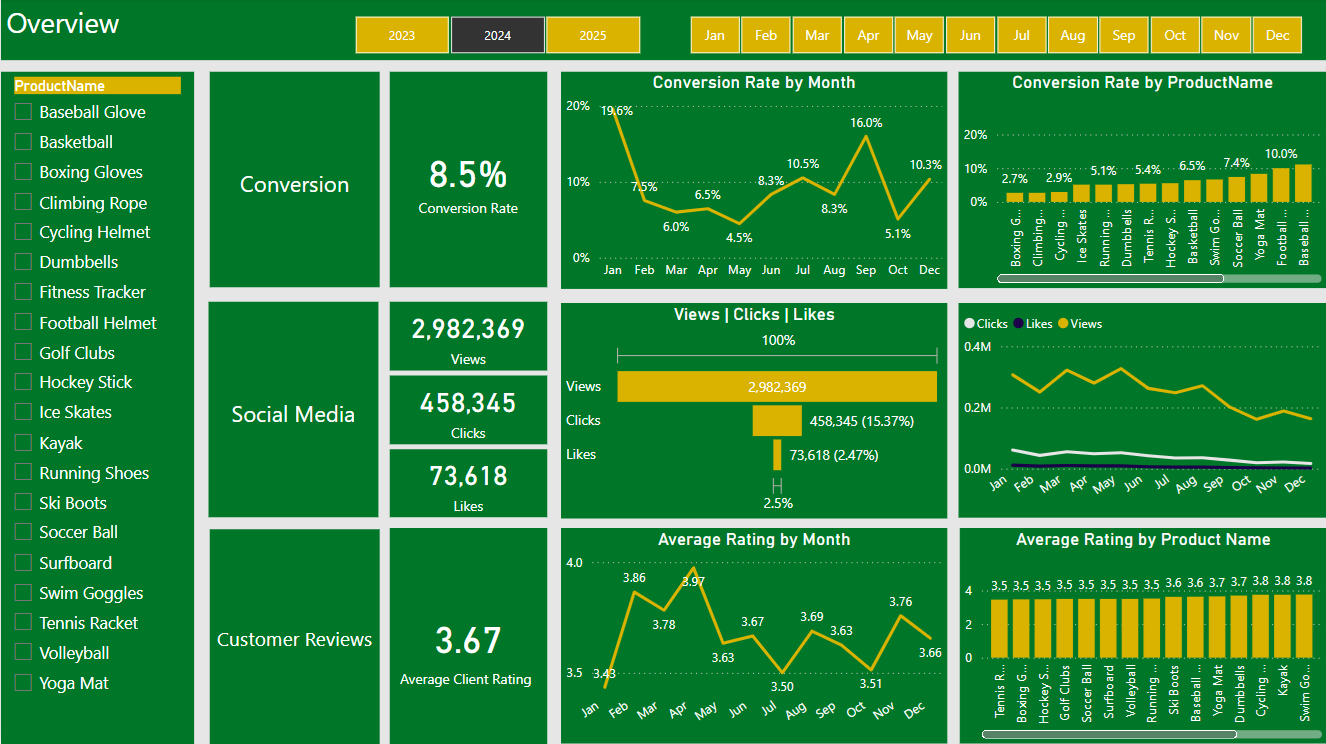 Overview
2023 2024 2025
Jan Feb Mar Apr May Jun Jul Aug Sep Oct Nov Dec
ProductName
Baseball Glove
Basketball
Boxing Gloves
Climbing Rope
Cycling Helmet
Dumbbells
Fitness Tracker
Football Helmet
Golf Clubs
Hockey Stick
Ice Skates
Kayak
Running Shoes
Ski Boots
Soccer Ball
Surfboard
Swim Goggles
Tennis Racket
Volleyball
Yoga Mat
Conversion
8.5%
Conversion Rate
Conversion Rate by Month
20%
10%
0%
19.6% 7.5% 6.0% 6.5% 4.5% 8.3% 10.5% 8.3% 16.0% 5.1% 10.3%
Jan Feb Mar Apr May Jun Jul Aug Sep Oct Nov Dec
Conversion Rate by ProductName
20%
10%
0%
2.7% 2.9% 5.1% 5.4% 6.5% 7.4% 10.0%
Boxing G...
Climbing...
Cycling ...
Ice Skates
Running ...
Dumbbells
Tennis R...
Hockey S...
Basketball
Swim Go...
Soccer Ball
Yoga Mat
Football ...
Baseball ...
Social Media
2,982,369
Views
458,345
Clicks
73,618
Likes
Views | Clicks | Likes
100%
Views 2,982,369
Clicks 458,345 (15.37%)
Likes 73,618 (2.47%)
2.5%
Clicks Likes Views
0.4M
0.2M
0.0M
Jan Feb Mar Apr May Jun Jul Aug Sep Oct Nov Dec
Customer Reviews
3.67
Average Client Rating
Average Rating by Month
4.0
3.5
3.43 3.86 3.78 3.97 3.63 3.67 3.50 3.69 3.63 3.51 3.76 3.66
Jan Feb Mar Apr May Jun Jul Aug Sep Oct Nov Dec
Average Rating by Product Name
4
2
0
3.5 3.5 3.5 3.5 3.5 3.5 3.5 3.5 3.6 3.6 3.7 3.7 3.8 3.8 3.8
Tennis R...
Boxing G...
Hockey S...
Golf Clubs
Soccer Ball
Surfboard
Volleyball
Running ...
Ski Boots
Baseball ...
Yoga Mat
Dumbbells
Cycling ...
Kayak
Swim Go...